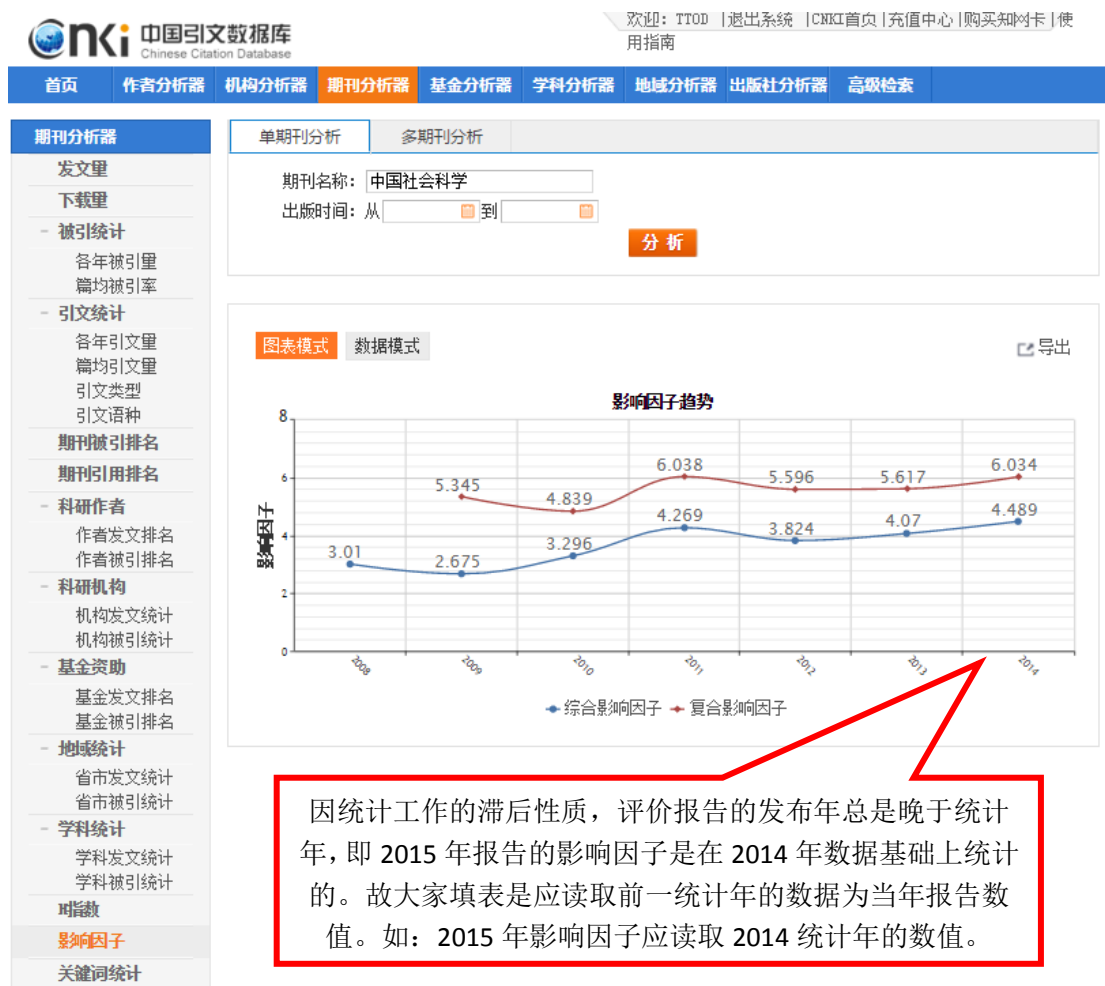 cnki 中国引文数据库
Chinese Citation Database
欢迎：TTOD |退出系统 |CNKI首页|充值中心|购买知网卡|使
用指南
首页 作者分析器 机构分析器 期刊分析器 基金分析器 学科分析器 地域分析器 出版社分析器 高级检索
期刊分析器
发文量
下载量
- 被引统计
各年被引量
篇均被引率
- 引文统计
各年引文量
篇均引文量
引文类型
引文语种
期刊被引排名
期刊引用排名
- 科研作者
作者发文排名
作者被引排名
- 科研机构
机构发文统计
机构被引统计
- 基金资助
基金发文排名
基金被引排名
- 地域统计
省市发文统计
省市被引统计
- 学科统计
学科发文统计
学科被引统计
H指数
影响因子
关键词统计
单期刊分析 多期刊分析
期刊名称：中国社会科学
出版时间：从 到
分 析
图表模式 数据模式
导出
影响因子趋势
影响因子
8
6
4
2
0
5.345 4.839 6.038 5.596 5.617 6.034
3.01 2.675 3.296 4.269 3.824 4.07 4.489
2008 2009 2010 2011 2012 2013 2014
综合影响因子 复合影响因子
因统计工作的滞后性质，评价报告的发布年总是晚于统计
年，即 2015 年报告的影响因子是在 2014 年数据基础上统计
的。故大家填表是应读取前一统计年的数据为当年报告数
值。如：2015 年影响因子应读取 2014 统计年的数值。